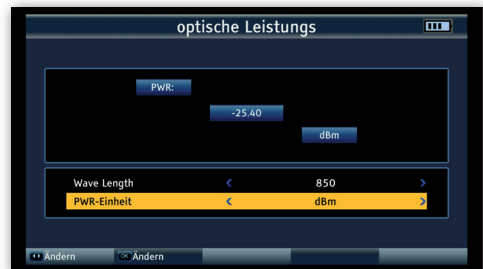 optische Leistungs
PWR:
-25.40
dBm
Wave Length < 850 >
PWR-Einheit < dBm >
Ändern OK Ändern